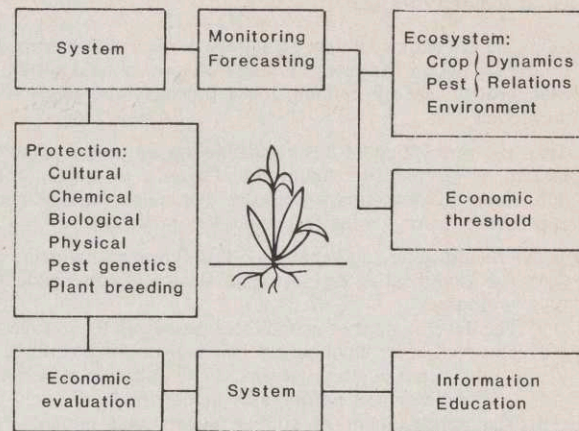 System
Monitoring
Forecasting
Ecosystem:
Crop } Dynamics
Pest { Relations
Environment
Protection:
Cultural
Chemical
Biological
Physical
Pest genetics
Plant breeding
Economic
threshold
Economic
evaluation
System
Information
Education